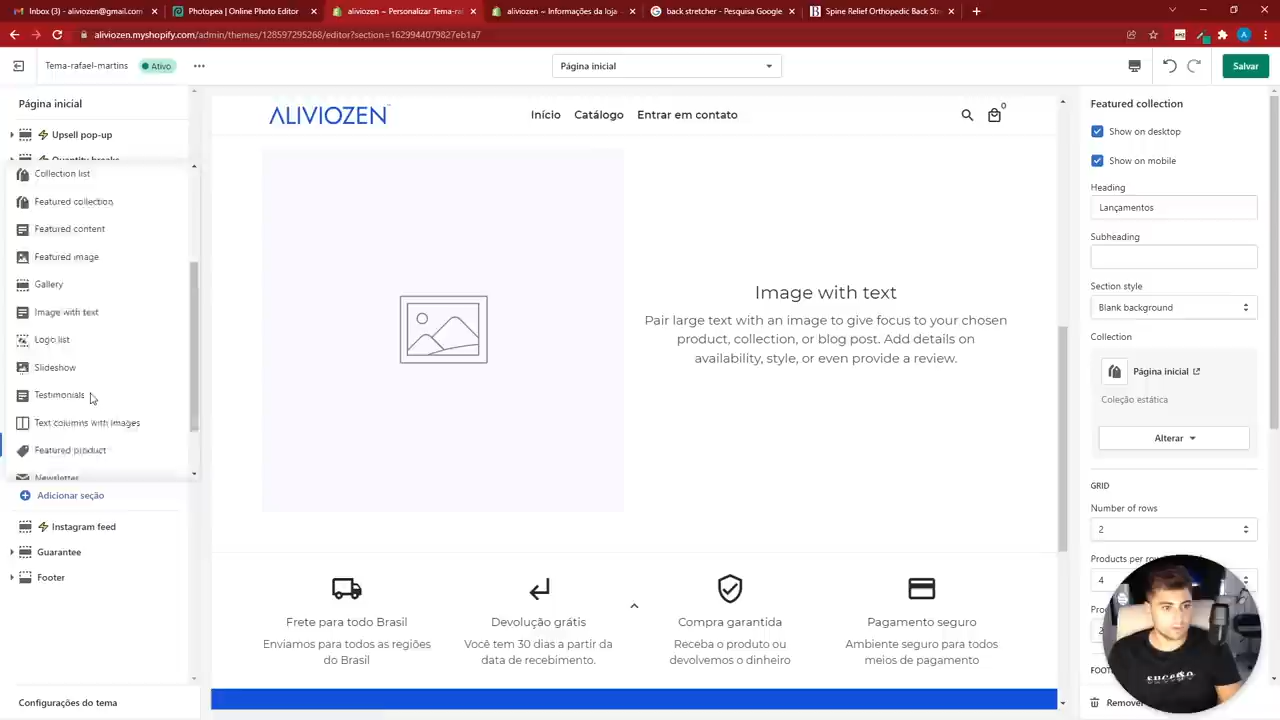 Inbox (3) - aliviozen@gmail.com
Photopea | Online Photo Editor
aliviozen ~ Personalizar Tema-ra
aliviozen ~ Informações da loja
back stretcher - Pesquisa Google
Spine Relief Orthopedic Back Str
aliviozen.myshopify.com/admin/themes/128597295268/editor?section=1629944079827eb1a7
A
Tema-rafael-martins
Ativo
Página inicial
Salvar
Página inicial
Upsell pop-up
Quantity breaks
Collection list
Featured collection
Featured content
Featured image
Gallery
Image with text
Logo list
Slideshow
Testimonials
Text columns with images
Featured product
Newsletter
Adicionar seção
Instagram feed
Guarantee
Footer
Configurações do tema
ALIVIOZEN
Início
Catálogo
Entrar em contato
0
Image with text
Pair large text with an image to give focus to your chosen
product, collection, or blog post. Add details on
availability, style, or even provide a review.
Frete para todo Brasil
Enviamos para todos as regiões
do Brasil
Devolução grátis
Você tem 30 dias a partir da
data de recebimento.
Compra garantida
Receba o produto ou
devolvemos o dinheiro
Pagamento seguro
Ambiente seguro para todos
meios de pagamento
Featured collection
Show on desktop
Show on mobile
Heading
Lançamentos
Subheading
Section style
Blank background
Collection
Página inicial
Coleção estática
Alterar
GRID
Number of rows
2
Products per row
4
Pro
FOO
Remover
sucesso